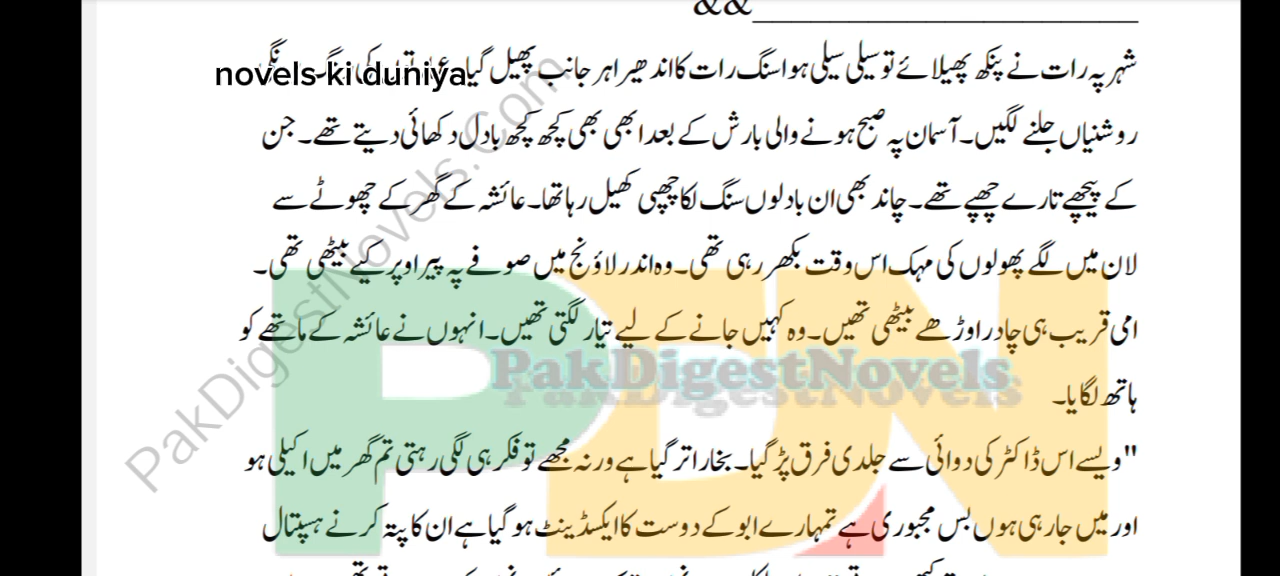 &&
شہر پہ رات نے پنکھ پھیلائے تو سیلی سیلی ہوا سنگ رات کا اندھیرا ہر جانب پھیل گیا۔
novels ki duniya
روشنیاں جلنے لگیں۔ آسمان پہ صبح ہونے والی بارش کے بعد ابھی بھی کچھ کچھ بادل دکھائی دیتے تھے۔ جن
کے پیچھے تارے چھپے تھے۔ چاند بھی ان بادلوں سنگ لکا چھپی کھیل رہا تھا۔ عائشہ کے گھر کے چھوٹے سے
لان میں لگے پھولوں کی مہک اس وقت بکھر رہی تھی۔ وہ اندر لاؤنج میں صوفے پہ پیر اوپر کیے بیٹھی تھی۔
امی قریب ہی چادر اوڑھے بیٹھی تھیں۔ وہ کہیں جانے کے لیے تیار لگتی تھیں۔ انہوں نے عائشہ کے ماتھے کو
ہاتھ لگایا۔
"ویسے اس ڈاکٹر کی دوائی سے جلدی فرق پڑ گیا۔ بخار اتر گیا ہے ورنہ مجھے تو فکر ہی لگی رہتی تم گھر میں اکیلی ہو
اور میں جا رہی ہوں بس مجبوری ہے تمہارے ابو کے دوست کا ایکسڈینٹ ہو گیا ہے ان کا پتہ کرنے ہسپتال
PakDigestNovels.Com
PDN
PakDigestNovels